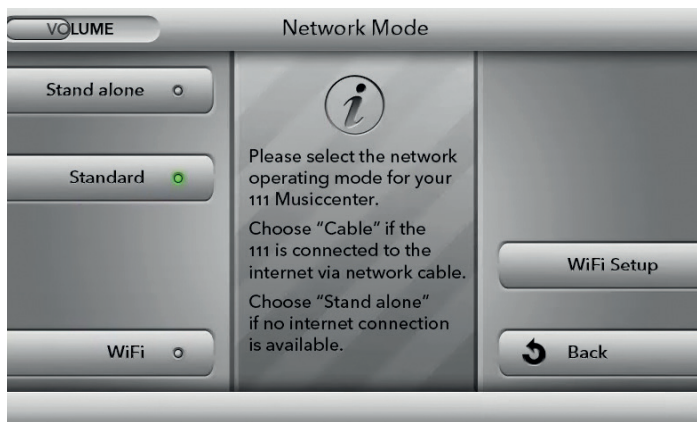 VOLUME
Network Mode
Stand alone
Standard
WiFi
i
Please select the network
operating mode for your
111 Musiccenter.
Choose “Cable” if the
111 is connected to the
internet via network cable.
Choose “Stand alone”
if no internet connection
is available.
WiFi Setup
Back